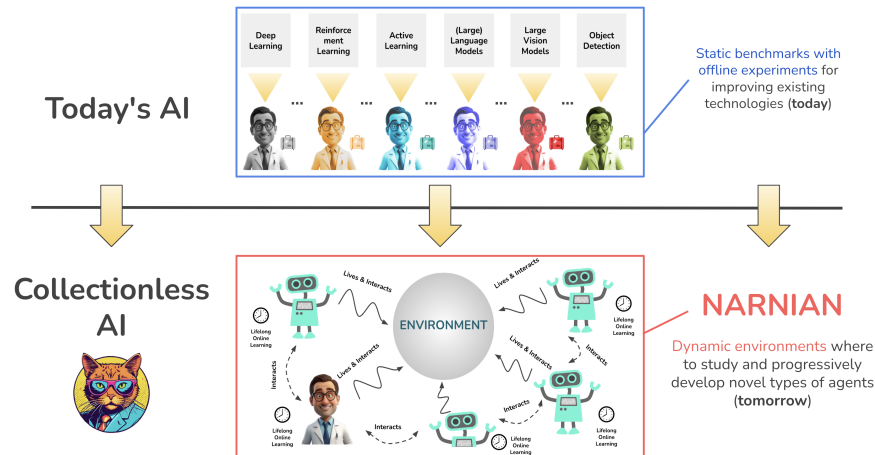 Deep
Learning
Reinforce
ment
Learning
Active
Learning
(Large)
Language
Models
Large
Vision
Models
Object
Detection
...
...
...
...
...
Today's AI
Static benchmarks with
offline experiments for
improving existing
technologies (today)
Collectionless
AI
Lives & Interacts
Lives & Interacts
Lifelong
Online
Learning
ENVIRONMENT
Lifelong
Online
Learning
Interacts
Lives & Interacts
Lives & Interacts
Interacts
Interacts
Lifelong
Online
Learning
Interacts
Lifelong
Online
Learning
Lifelong
Online
Learning
NARNIAN
Dynamic environments where
to study and progressively
develop novel types of agents
(tomorrow)